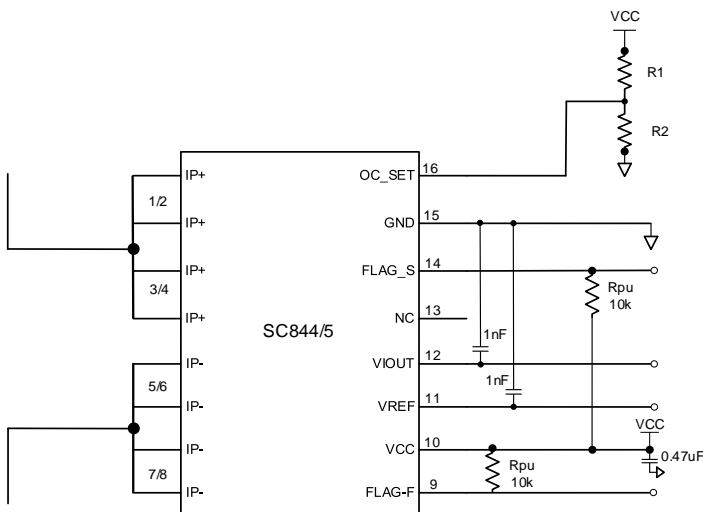 VCC
R1
R2
IP+
1/2
IP+
IP+
3/4
IP+
IP-
5/6
IP-
IP-
7/8
IP-
SC844/5
OC_SET 16
GND 15
FLAG_S 14
NC 13
VIOUT 12
VREF 11
VCC 10
FLAG-F 9
1nF
1nF
Rpu
10k
Rpu
10k
VCC
0.47uF